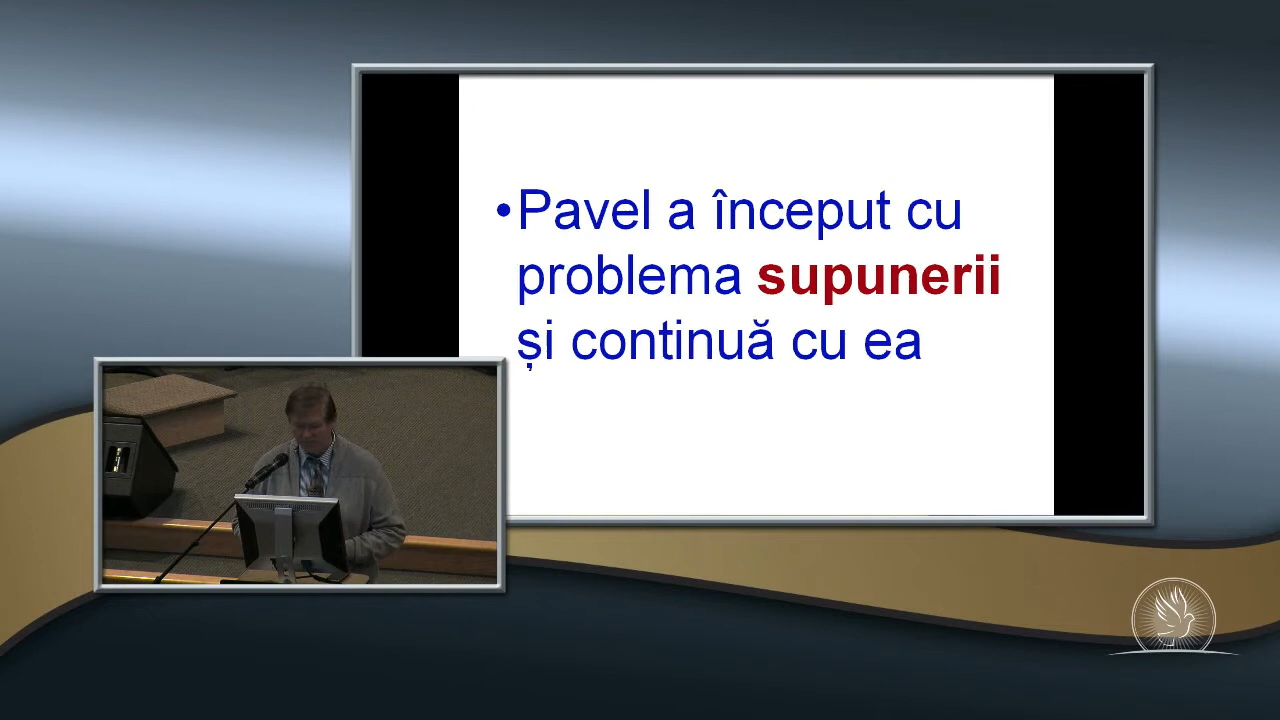 •Pavel a început cu
problema supunerii
și continuă cu ea